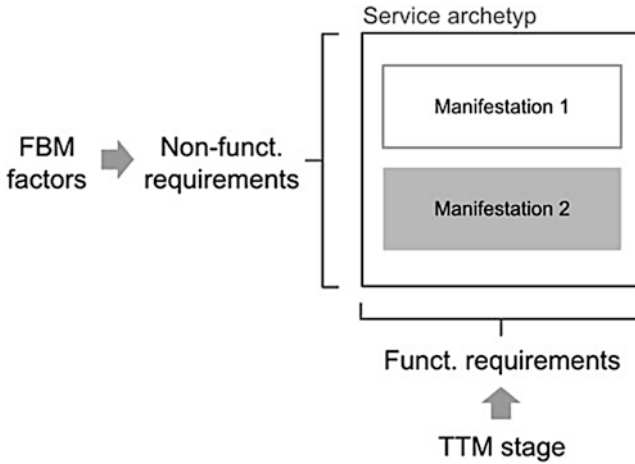 Service archetyp
Manifestation 1
FBM
factors
Non-funct.
requirements
Manifestation 2
Funct. requirements
TTM stage